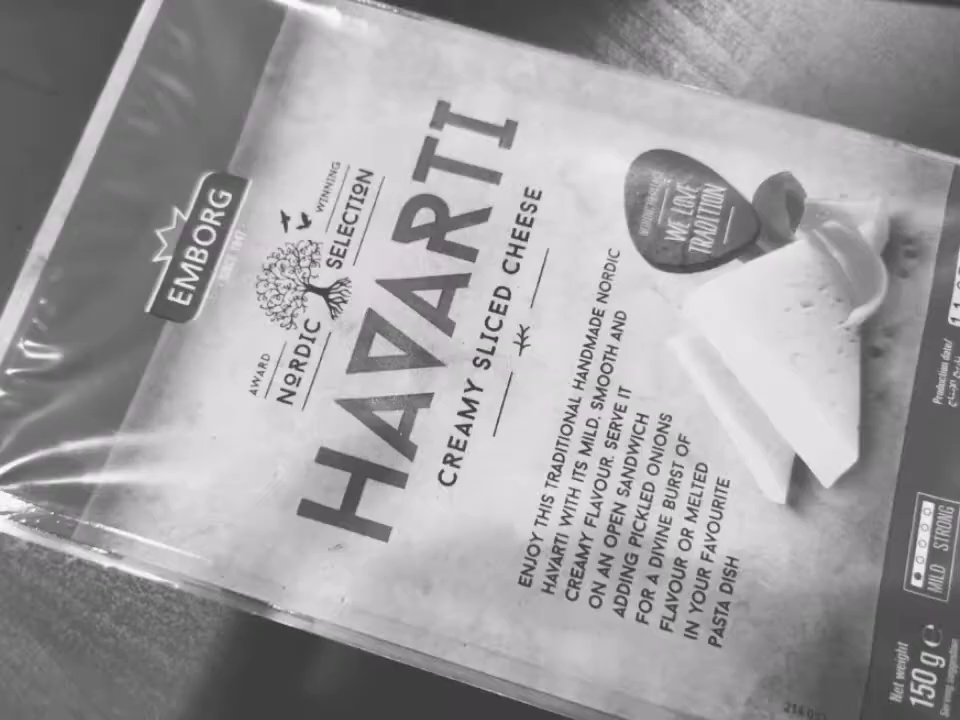 EMBORG
AWARD WINNING
NORDIC SELECTION
HAVARTI
CREAMY SLICED CHEESE
WE LOVE
TRADITION
ENJOY THIS TRADITIONAL HANDMADE NORDIC
HAVARTI WITH ITS MILD, SMOOTH AND
CREAMY FLAVOUR. SERVE IT
ON AN OPEN SANDWICH
ADDING PICKLED ONIONS
FOR A DIVINE BURST OF
FLAVOUR OR MELTED
IN YOUR FAVOURITE
PASTA DISH
Net weight
150 g ℮
Serving suggestion
MILD STRONG
Production date/